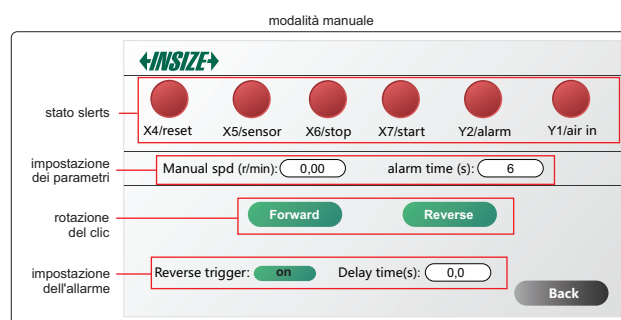 modalità manuale
INSIZE
stato slerts
X4/reset X5/sensor X6/stop X7/start Y2/alarm Y1/air in
impostazione
dei parametri
Manual spd (r/min): 0,00 alarm time (s): 6
rotazione
del clic
Forward Reverse
impostazione
dell'allarme
Reverse trigger: on Delay time(s): 0,0
Back